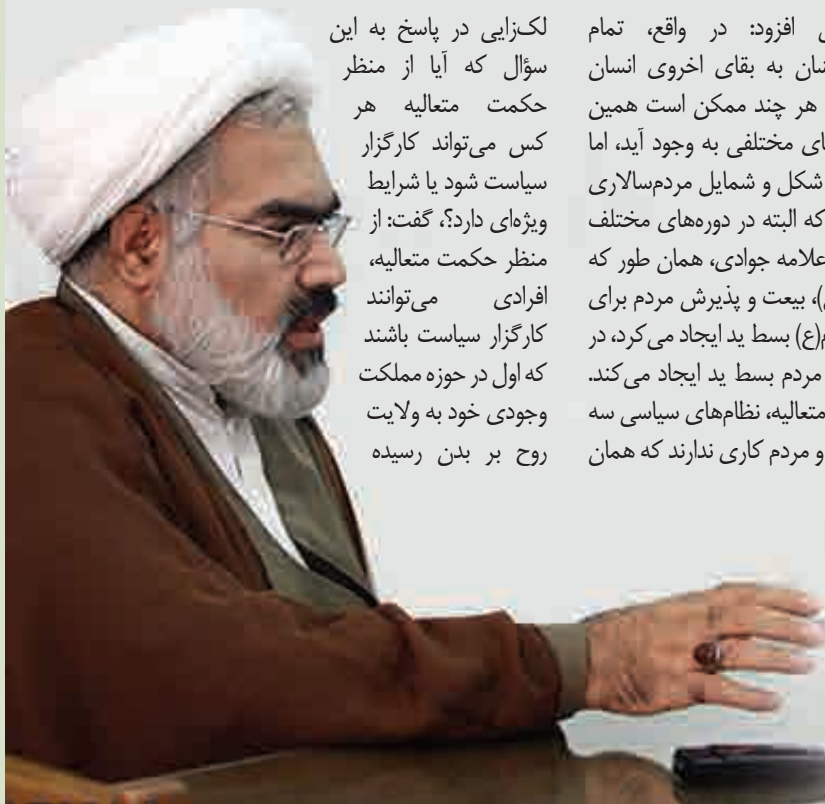 افزود: در واقع، تمام
به بقای اخروی انسان
هر چند ممکن است همین
مختلفی به وجود آید، اما
شکل و شمایل مردم‌سالاری
که البته در دوره‌های مختلف
علامه جوادی، همان طور که
بیعت و پذیرش مردم برای
(ع) بسط ید ایجاد می‌کرد، در
مردم بسط ید ایجاد می‌کند.
متعالیه، نظام‌های سیاسی سه
و مردم کاری ندارند که همان
لک‌زایی در پاسخ به این
سؤال که آیا از منظر
حکمت متعالیه هر
کس می‌تواند کارگزار
سیاست شود یا شرایط
ویژه‌ای دارد؟، گفت: از
منظر حکمت متعالیه،
افرادی می‌توانند
کارگزار سیاست باشند
که اول در حوزه مملکت
وجودی خود به ولایت
روح بر بدن رسیده